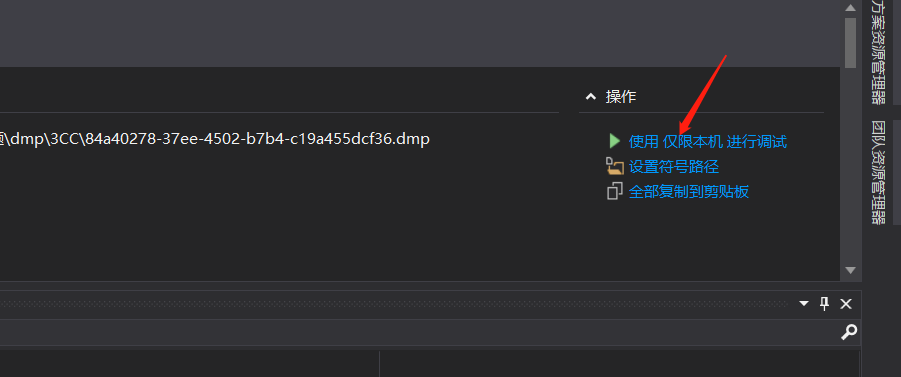 操作
\dmp\3CC\84a40278-37ee-4502-b7b4-c19a455dcf36.dmp
使用 仅限本机 进行调试
设置符号路径
全部复制到剪贴板
方案资源管理器
团队资源管理器